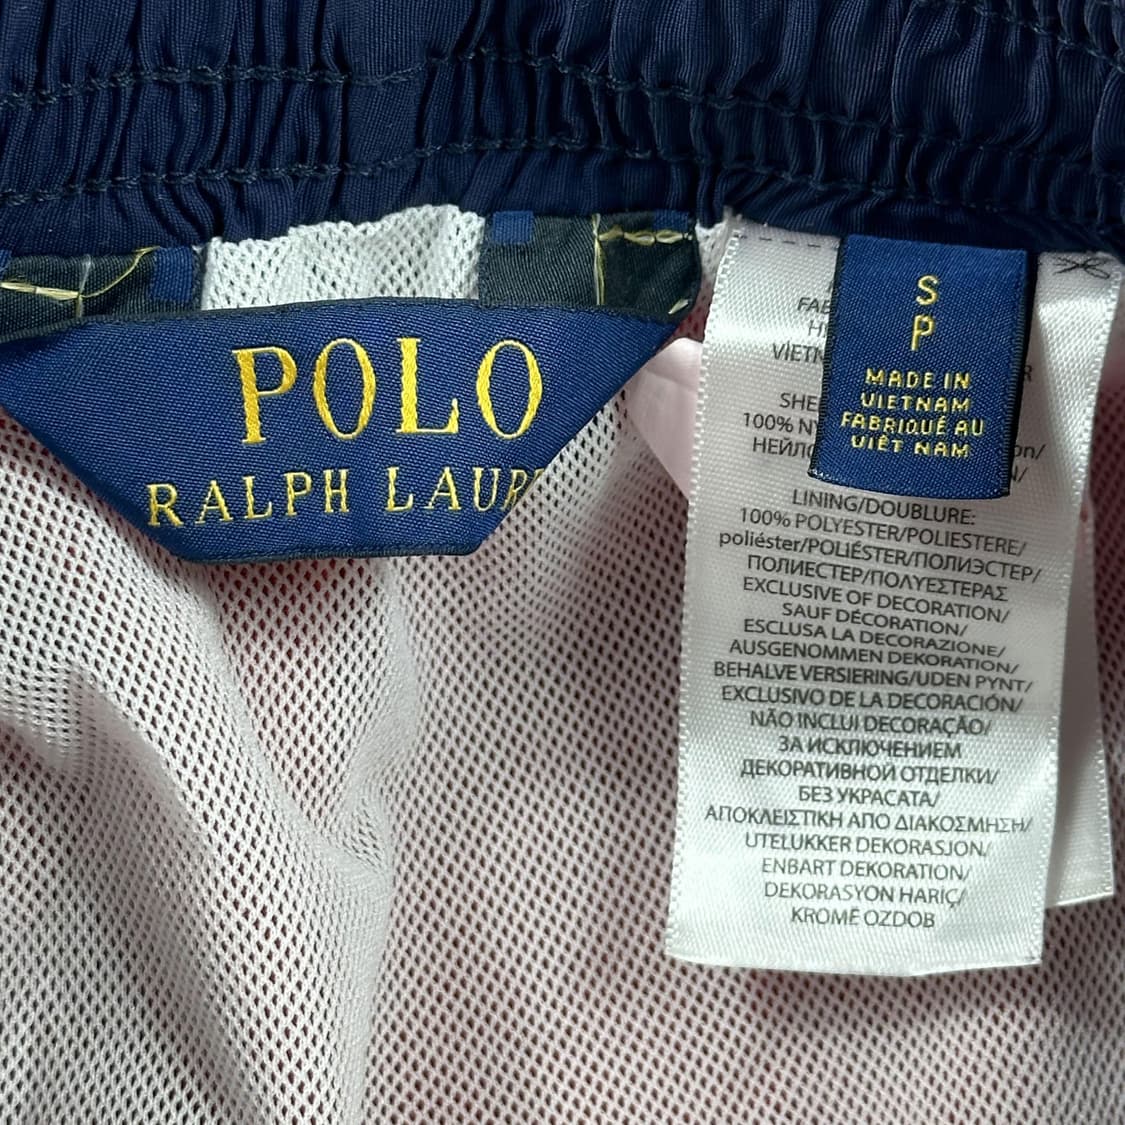 POLO
RALPH LAUR
S
P
MADE IN
VIETNAM
FABRIQUÉ AU
VIÊT NAM
FAB
VIETN
SHE
100% NY
НЕЙЛО
LINING/DOUBLURE:
100% POLYESTER/POLIESTERE/
poliéster/POLIÉSTER/ПОЛИЭСТЕР/
ПОЛИЕСТЕР/ΠΟΛΥΕΣΤΕΡΑΣ
EXCLUSIVE OF DECORATION/
SAUF DÉCORATION/
ESCLUSA LA DECORAZIONE/
AUSGENOMMEN DEKORATION/
BEHALVE VERSIERING/UDEN PYNT/
EXCLUSIVO DE LA DECORACIÓN/
NÃO INCLUI DECORAÇÃO/
ЗА ИСКЛЮЧЕНИЕМ
ДЕКОРАТИВНОЙ ОТДЕЛКИ/
БЕЗ УКРАСАТА/
ΑΠΟΚΛΕΙΣΤΙΚΗ ΑΠΟ ΔΙΑΚΟΣΜΗΣΗ/
UTELUKKER DEKORASJON/
ENBART DEKORATION/
DEKORASYON HARİÇ/
KROMĚ OZDOB